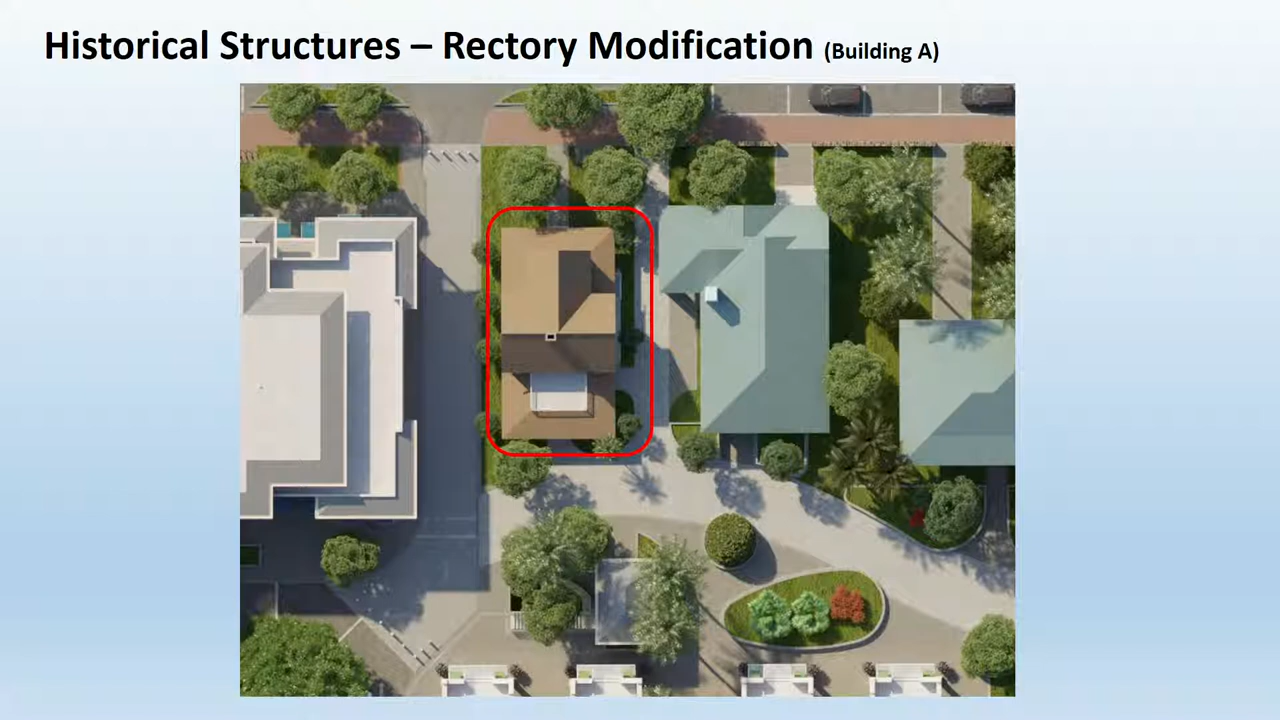 Historical Structures – Rectory Modification (Building A)